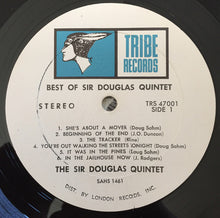 TRIBE
RECORDS
BEST OF SIR DOUGLAS QUINTET
STEREO
TRS 47001
SIDE 1
1. SHE'S ABOUT A MOVER (Doug Sahm)
2. BEGINNING OF THE END (J.O. Dunson)
3. THE TRACKER (Kina)
4. YOU'RE OUT WALKING THE STREETS TONIGHT (Doug Sahm)
5. IT WAS IN THE PINES (Doug Sahm)
6. IN THE JAILHOUSE NOW (J. Rodgers)
THE SIR DOUGLAS QUINTET
SAHS 1461
DIST. BY LONDON RECORDS, INC.